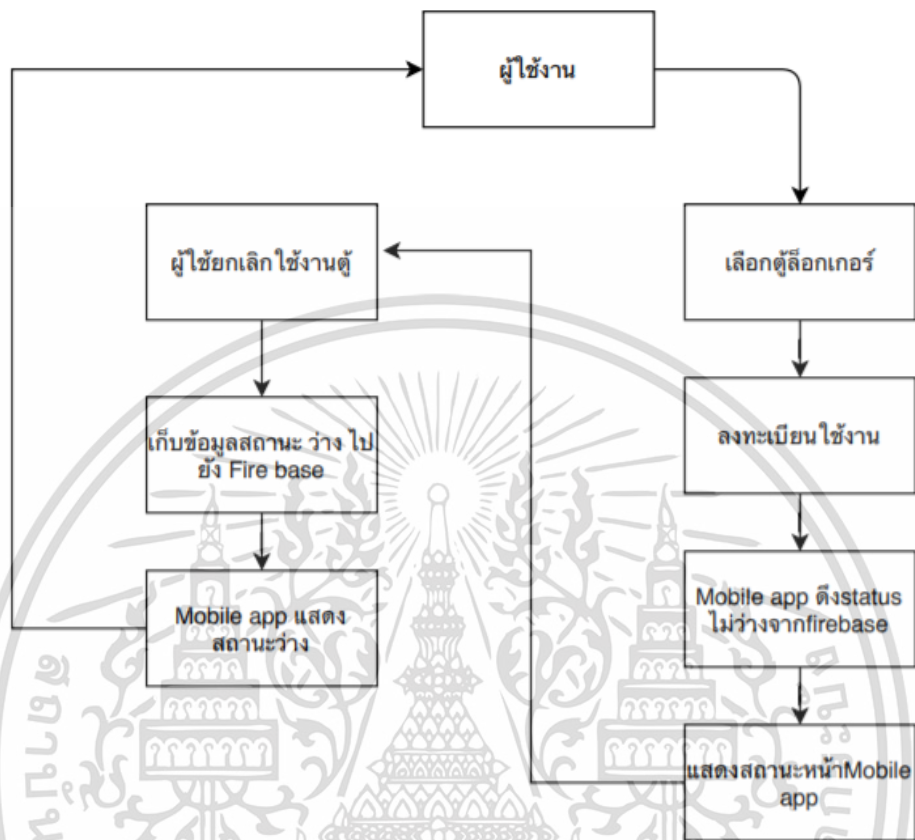 ผู้ใช้งาน
เลือกตู้ล็อกเกอร์
ลงทะเบียนใช้งาน
Mobile app ดึงstatus
ไม่ว่างจากfirebase
แสดงสถานะหน้าMobile
app
ผู้ใช้ยกเลิกใช้งานตู้
เก็บข้อมูลสถานะ ว่าง ไป
ยัง Fire base
Mobile app แสดง
สถานะว่าง